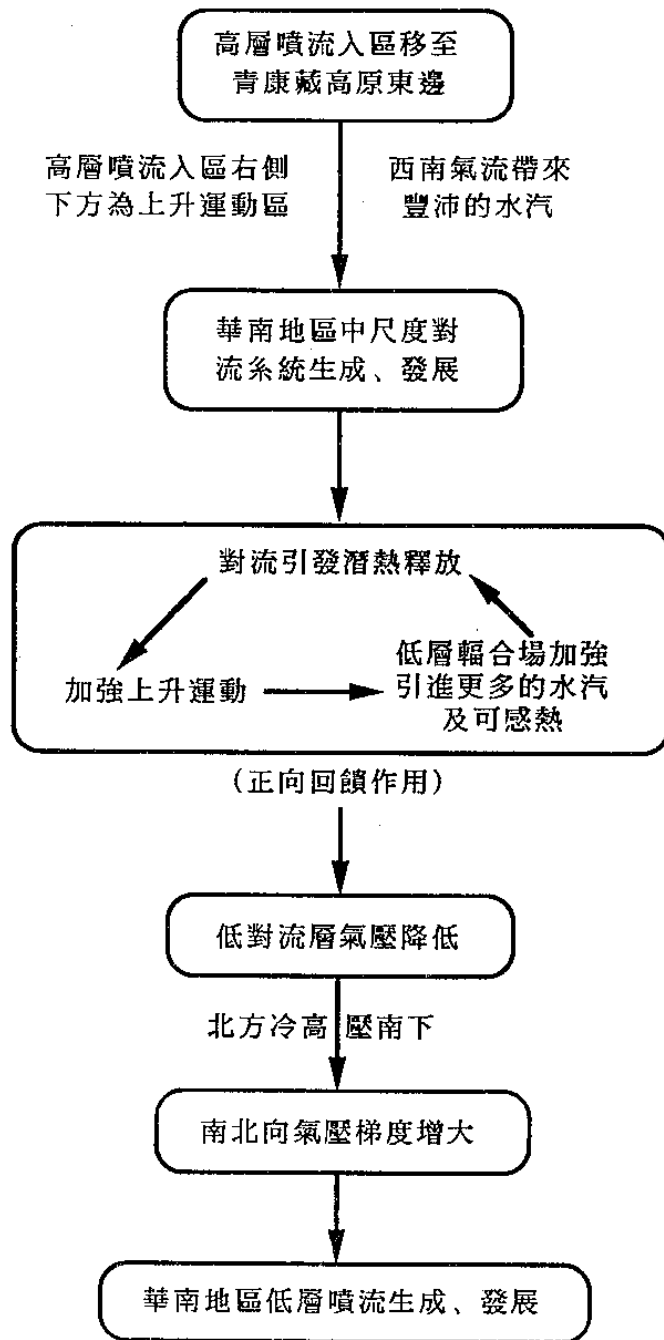 高層噴流入區移至
青康藏高原東邊
高層噴流入區右側
下方為上升運動區
西南氣流帶來
豐沛的水汽
華南地區中尺度對
流系統生成、發展
對流引發潛熱釋放
加強上升運動
低層輻合場加強
引進更多的水汽
及可感熱
(正向回饋作用)
低對流層氣壓降低
北方冷高壓南下
南北向氣壓梯度增大
華南地區低層噴流生成、發展